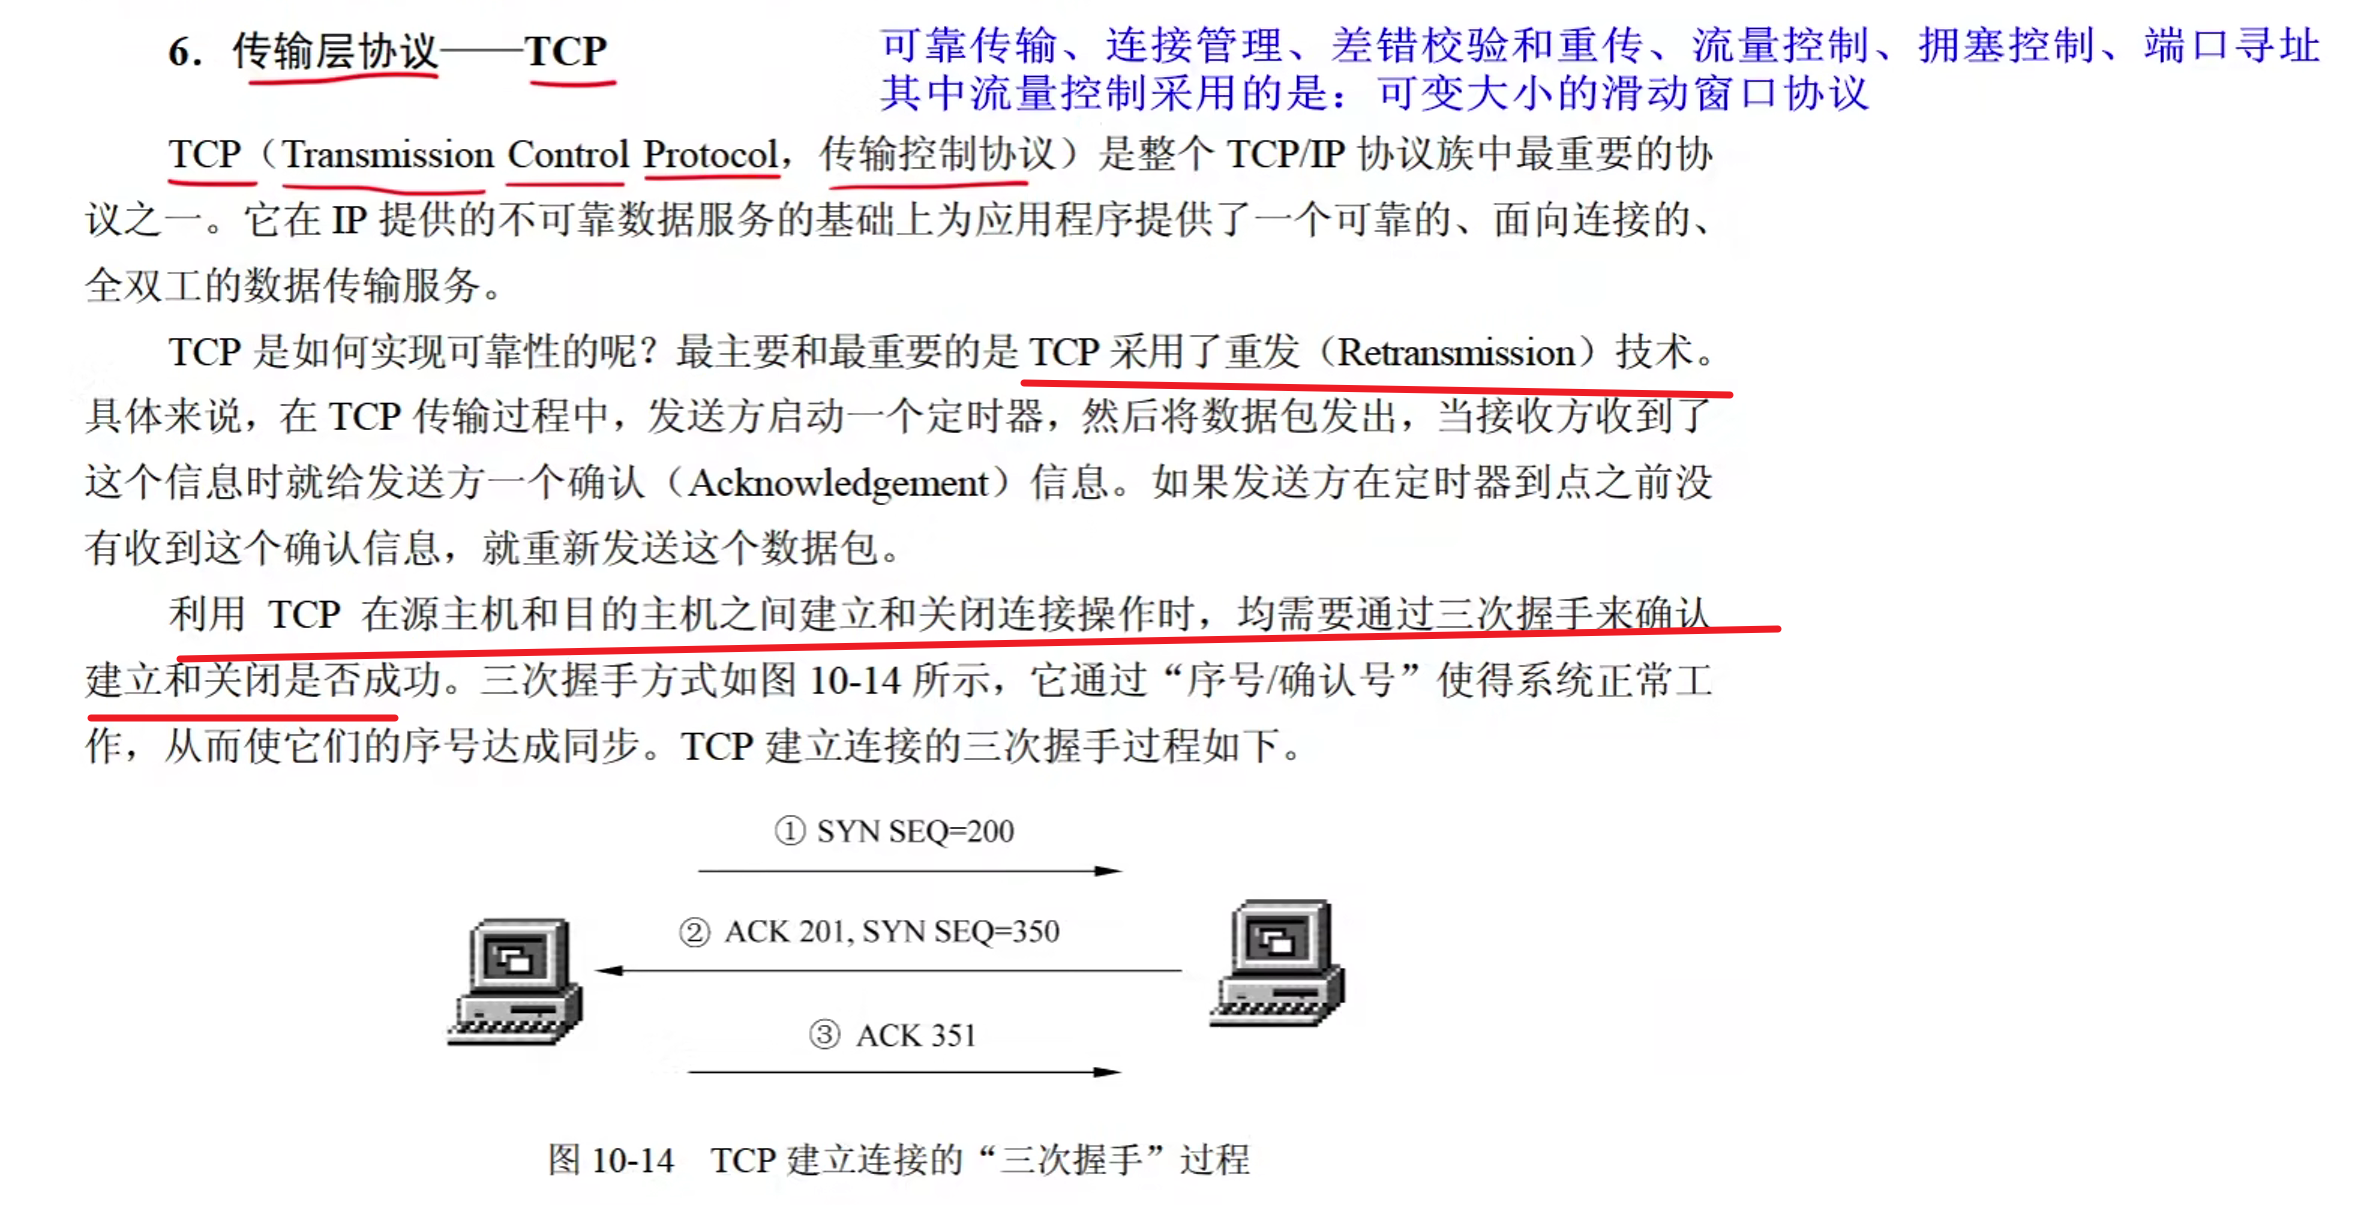 6．传输层协议——TCP
可靠传输、连接管理、差错校验和重传、流量控制、拥塞控制、端口寻址
其中流量控制采用的是：可变大小的滑动窗口协议
TCP（Transmission Control Protocol，传输控制协议）是整个 TCP/IP 协议族中最重要的协
议之一。它在 IP 提供的不可靠数据服务的基础上为应用程序提供了一个可靠的、面向连接的、
全双工的数据传输服务。
TCP 是如何实现可靠性的呢？最主要和最重要的是 TCP 采用了重发（Retransmission）技术。
具体来说，在 TCP 传输过程中，发送方启动一个定时器，然后将数据包发出，当接收方收到了
这个信息时就给发送方一个确认（Acknowledgement）信息。如果发送方在定时器到点之前没
有收到这个确认信息，就重新发送这个数据包。
利用 TCP 在源主机和目的主机之间建立和关闭连接操作时，均需要通过三次握手来确认
建立和关闭是否成功。三次握手方式如图 10-14 所示，它通过“序号/确认号”使得系统正常工
作，从而使它们的序号达成同步。TCP 建立连接的三次握手过程如下。
① SYN SEQ=200
② ACK 201, SYN SEQ=350
③ ACK 351
图 10-14 TCP 建立连接的“三次握手”过程